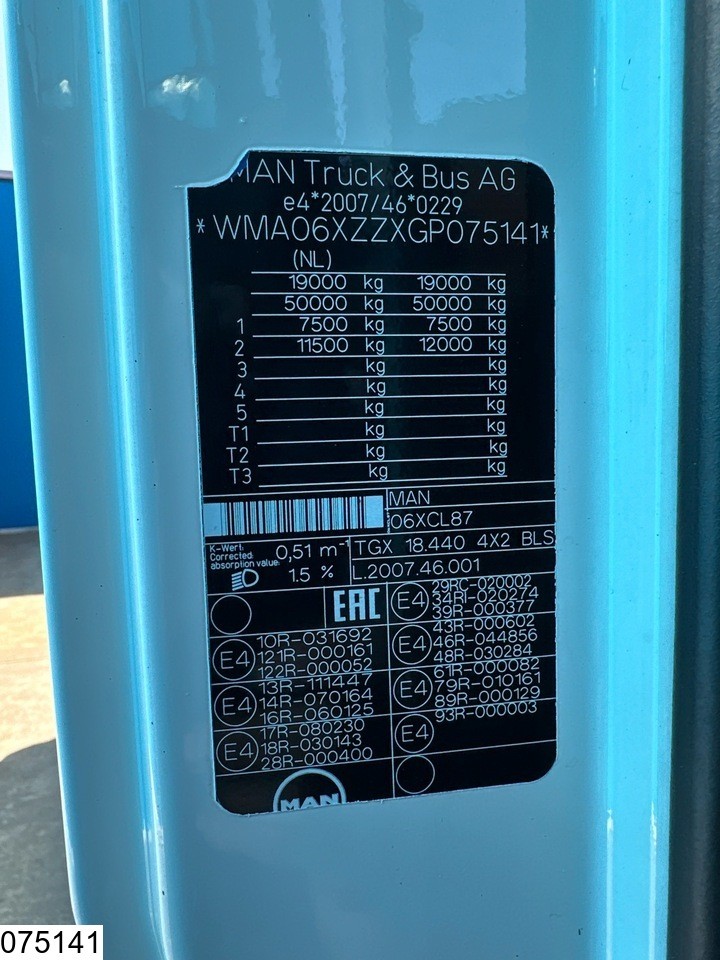 MAN Truck & Bus AG
e4*2007/46*0229
*WMA06XZZXGP075141*
(NL)
19000 kg 19000 kg
50000 kg 50000 kg
1 7500 kg 7500 kg
2 11500 kg 12000 kg
3 kg kg
4 kg kg
5 kg kg
T1 kg kg
T2 kg kg
T3 kg kg
MAN
06XCL87
K-Wert:
Corrected
absorption value:
0,51 m-1
1.5 %
TGX 18.440 4X2 BLS
L.2007.46.001
EAC
E4
29RC-020002
34RI-020274
39R-000377
E4
10R-031692
121R-000161
122R-000052
E4
43R-000602
46R-044856
48R-030284
E4
13R-111447
14R-070164
16R-060125
E4
61R-000082
79R-010161
89R-000129
E4
17R-080230
18R-030143
28R-000400
E4
93R-000003
MAN
075141